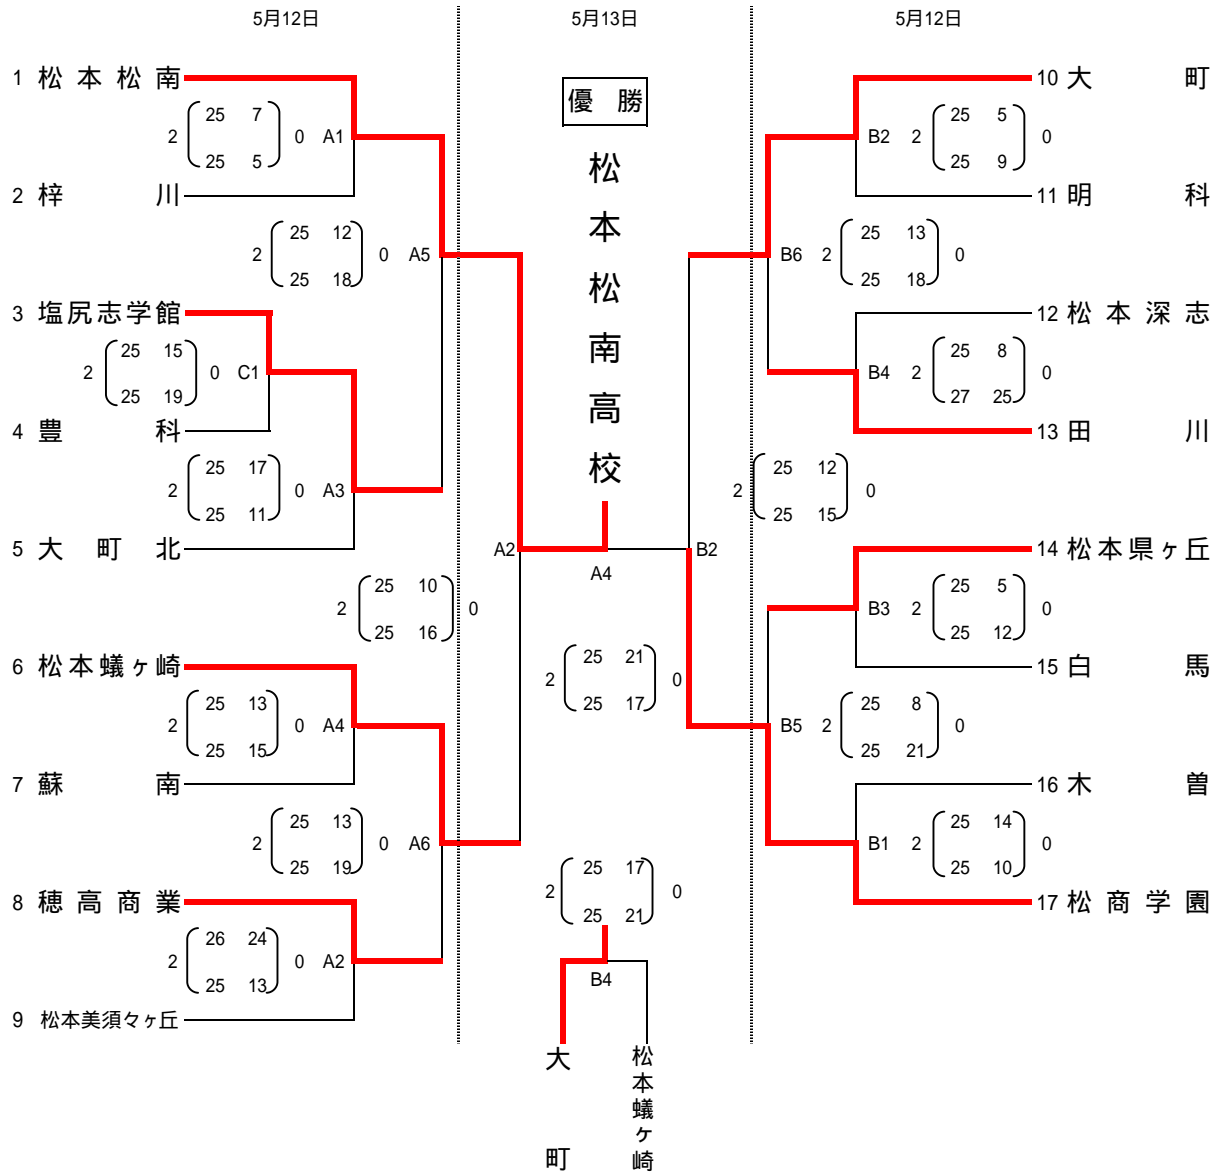 5月12日
5月13日
5月12日
優 勝
松本松南高校
1 松本松南
25 7
2 0 A1
25 5
2 梓川
25 12
2 0 A5
25 18
3 塩尻志学館
25 15
2 0 C1
25 19
4 豊科
25 17
2 0 A3
25 11
5 大町北
A2
25 10
2 0
25 16
6 松本蟻ヶ崎
25 13
2 0 A4
25 15
7 蘇南
25 13
2 0 A6
25 19
8 穂高商業
26 24
2 0 A2
25 13
9 松本美須々ヶ丘
A4
25 21
2 0
25 17
25 17
2 0
25 21
B4
大町
松本蟻ヶ崎
10 大町
25 5
B2 2 0
25 9
11 明科
25 13
B6 2 0
25 18
12 松本深志
25 8
B4 2 0
27 25
13 田川
25 12
2 0
25 15
B2
14 松本県ヶ丘
25 5
B3 2 0
25 12
15 白馬
25 8
B5 2 0
25 21
16 木曽
25 14
B1 2 0
25 10
17 松商学園